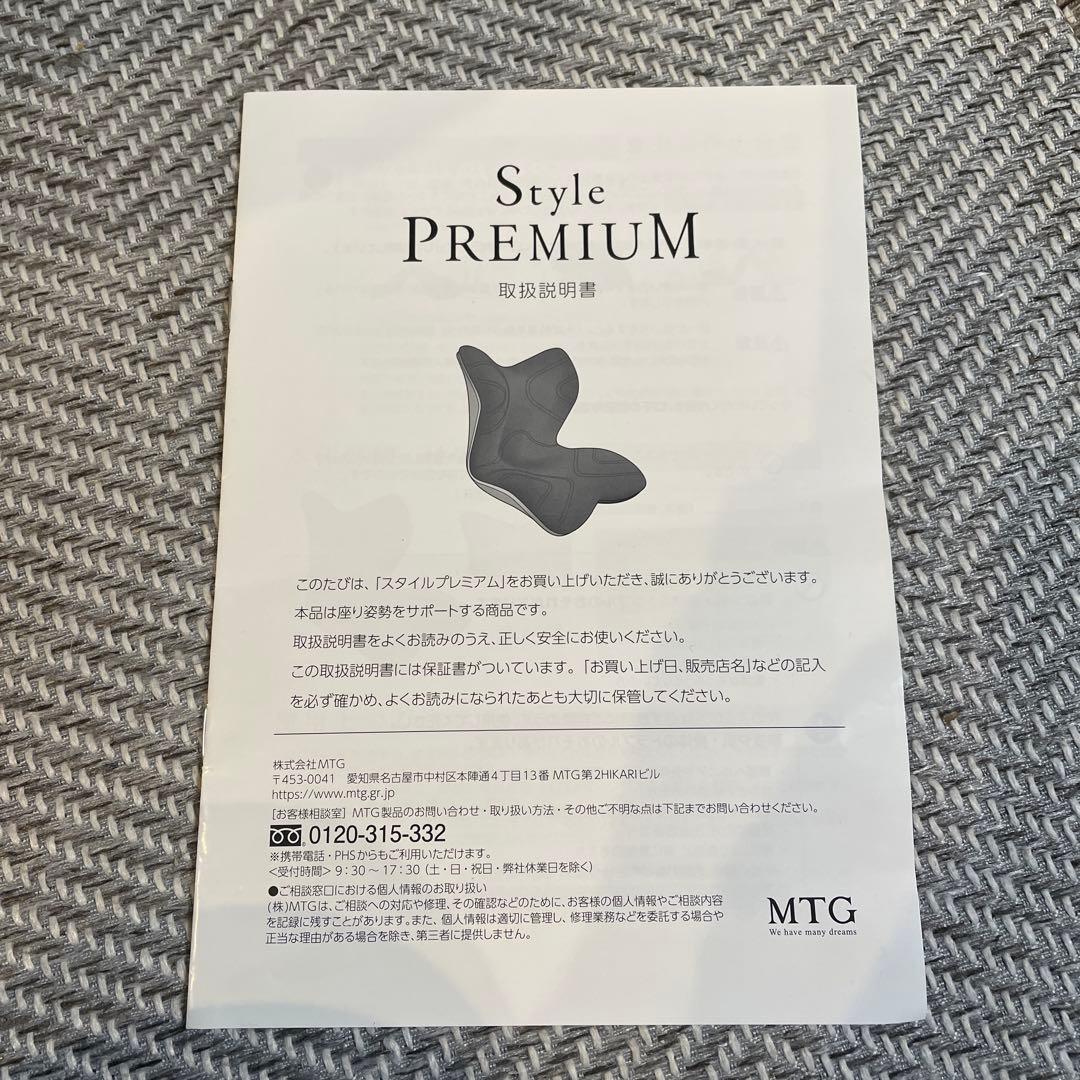 Style
PREMIUM
取扱説明書
このたびは、「スタイルプレミアム」をお買い上げいただき、誠にありがとうございます。
本品は座り姿勢をサポートする商品です。
取扱説明書をよくお読みのうえ、正しく安全にお使いください。
この取扱説明書には保証書がついています。「お買い上げ日、販売店名」などの記入
を必ず確かめ、よくお読みになられたあとも大切に保管してください。
株式会社MTG
〒453-0041 愛知県名古屋市中村区本陣通4丁目13番 MTG第2HIKARIビル
https://www.mtg.gr.jp
[お客様相談室] MTG製品のお問い合わせ・取り扱い方法・その他ご不明な点は下記までお問い合わせください。
0120-315-332
※携帯電話・PHSからもご利用いただけます。
<受付時間> 9:30〜17:30 (土・日・祝日・弊社休業日を除く)
●ご相談窓口における個人情報のお取り扱い
(株)MTGは、ご相談への対応や修理、その確認などのために、お客様の個人情報やご相談内容
を記録に残すことがあります。また、個人情報は適切に管理し、修理業務などを委託する場合や
正当な理由がある場合を除き、第三者に提供しません。
MTG
We have many dreams